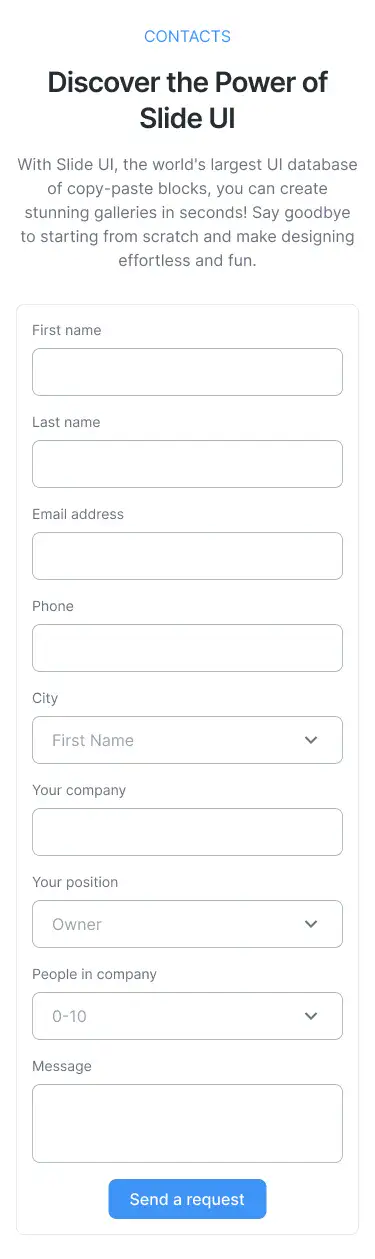 CONTACTS
Discover the Power of
Slide UI
With Slide UI, the world's largest UI database
of copy-paste blocks, you can create
stunning galleries in seconds! Say goodbye
to starting from scratch and make designing
effortless and fun.
First name
Last name
Email address
Phone
City
First Name
Your company
Your position
Owner
People in company
0-10
Message
Send a request